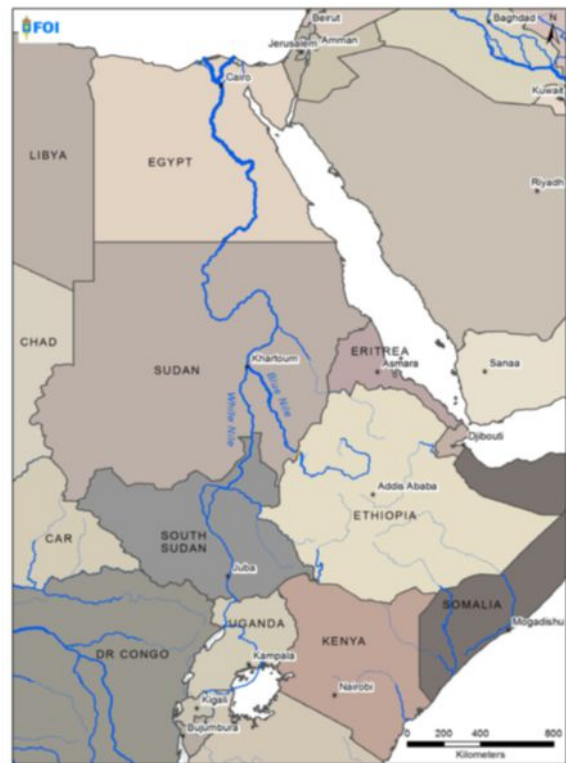 FOI
Beirut
Baghdad
N
Jerusalem
Amman
Cairo
Kuwait
LIBYA
EGYPT
Riyadh
CHAD
SUDAN
Khartoum
ERITREA
Asmara
Sanaa
White Nile
Blue Nile
Djibouti
Addis Ababa
ETHIOPIA
CAR
SOUTH
SUDAN
Juba
SOMALIA
UGANDA
Mogadishu
DR CONGO
KENYA
Kampala
Kigali
Nairobi
Bujumbura
0 200 400 600 800
Kilometers